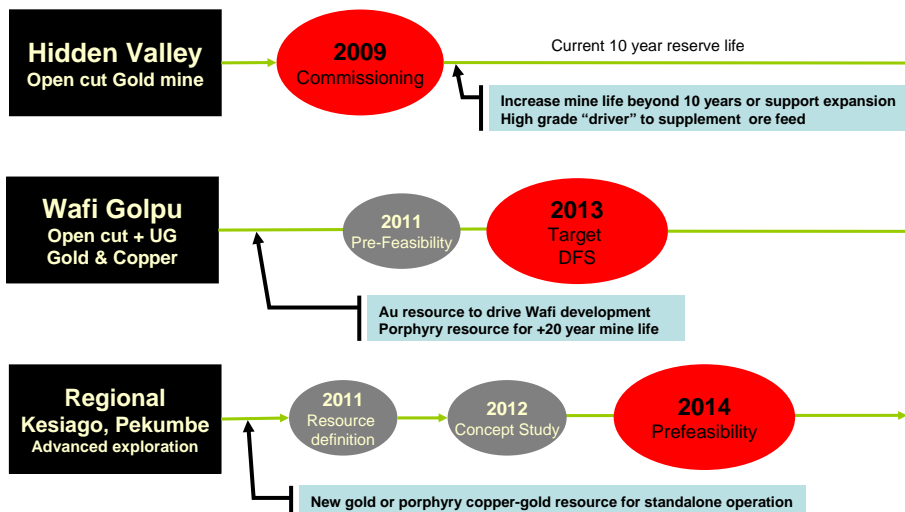 Hidden Valley
Open cut Gold mine
2009
Commissioning
Current 10 year reserve life
Increase mine life beyond 10 years or support expansion
High grade “driver” to supplement ore feed
Wafi Golpu
Open cut + UG
Gold & Copper
2011
Pre-Feasibility
2013
Target
DFS
Au resource to drive Wafi development
Porphyry resource for +20 year mine life
Regional
Kesiago, Pekumbe
Advanced exploration
2011
Resource
definition
2012
Concept Study
2014
Prefeasibility
New gold or porphyry copper-gold resource for standalone operation